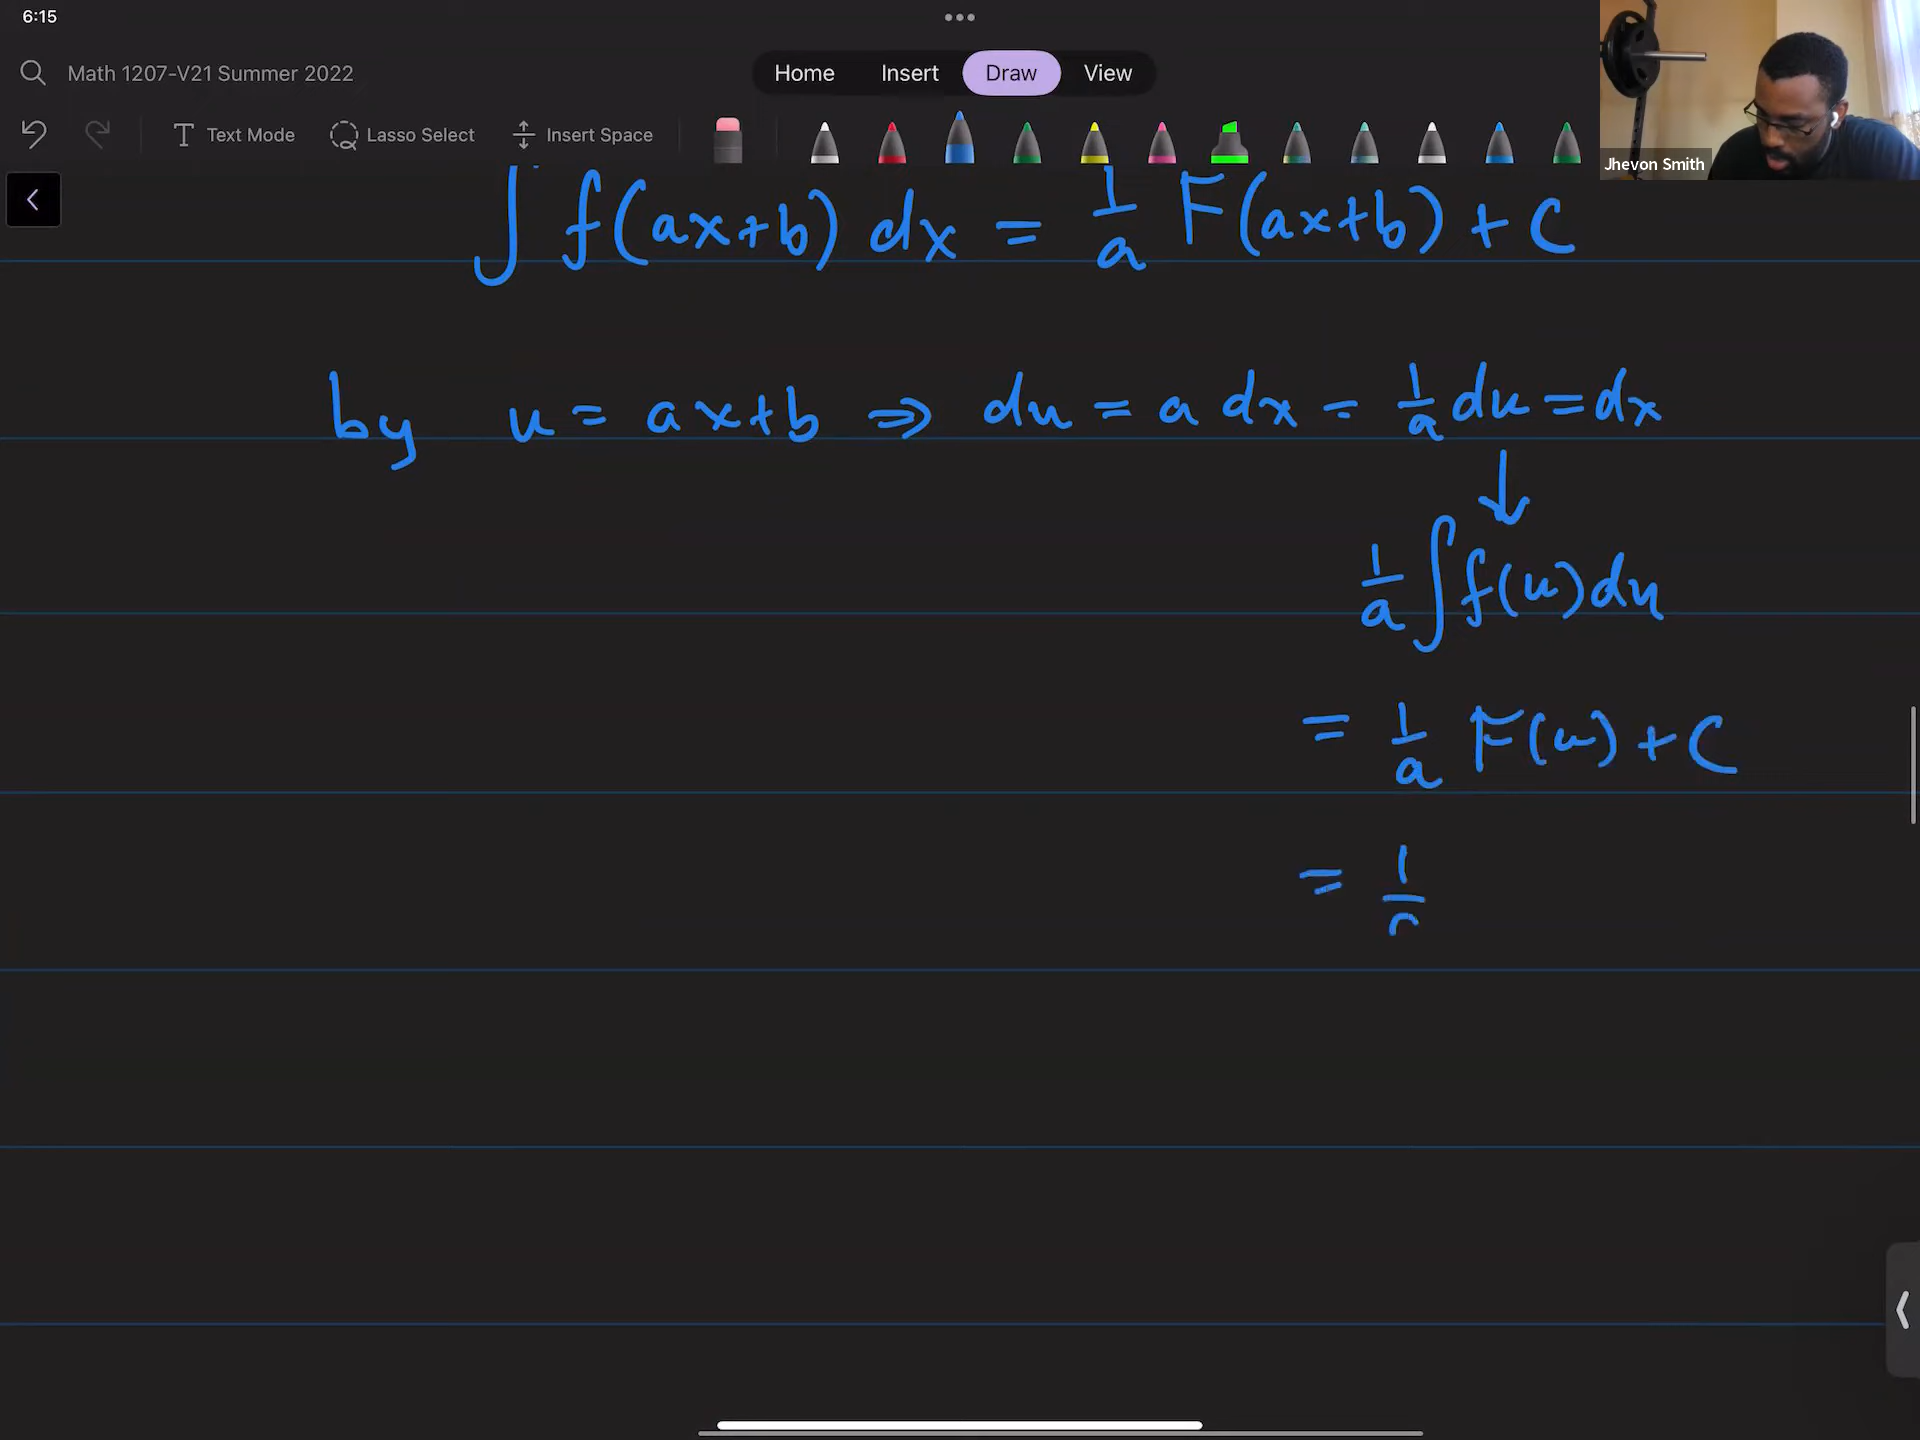 6:15
Math 1207-V21 Summer 2022
Home Insert Draw View
Text Mode Lasso Select Insert Space
Jhevon Smith
∫ f(ax+b) dx = 1/a F(ax+b) + C
by u = ax+b ⇒ du = a dx = 1/a du = dx
↓
1/a ∫ f(u) du
= 1/a F(u) + C
= 1/